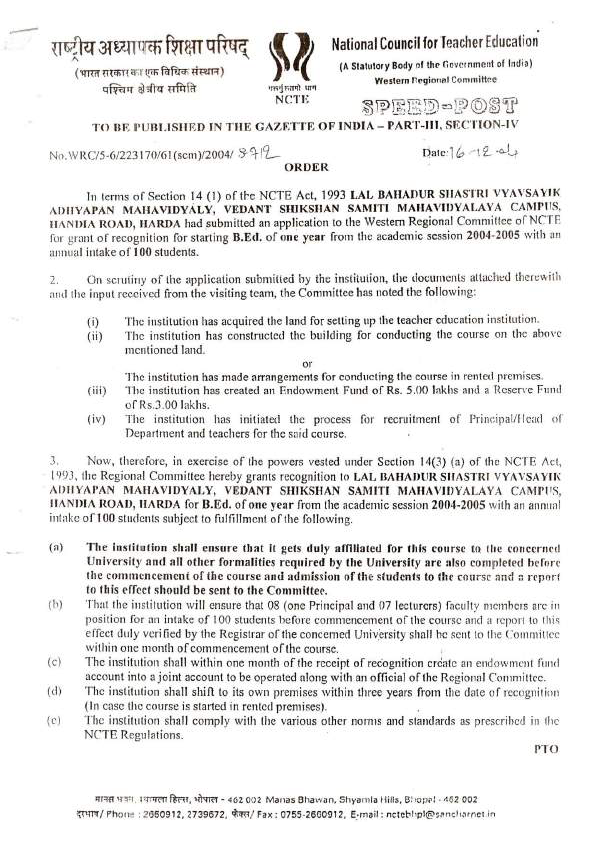 राष्ट्रीय अध्यापक शिक्षा परिषद्
(भारत सरकार का एक विधिक संस्थान)
पश्चिम क्षेत्रीय समिति
NCTE
National Council for Teacher Education
(A Statutory Body of the Government of India)
Western Regional Committee
SPEED-POST
TO BE PUBLISHED IN THE GAZETTE OF INDIA – PART-III, SECTION-IV
No.WRC/5-6/223170/61(scm)/2004/
Date: 16-12-04
ORDER
In terms of Section 14 (1) of the NCTE Act, 1993 LAL BAHADUR SHASTRI VYAVSAYIK
ADHYAPAN MAHAVIDYALY, VEDANT SHIKSHAN SAMITI MAHAVIDYALAYA CAMPUS,
HANDIA ROAD, HARDA had submitted an application to the Western Regional Committee of NCTE
for grant of recognition for starting B.Ed. of one year from the academic session 2004-2005 with an
annual intake of 100 students.
2. On scrutiny of the application submitted by the institution, the documents attached therewith
and the input received from the visiting team, the Committee has noted the following:
(i) The institution has acquired the land for setting up the teacher education institution.
(ii) The institution has constructed the building for conducting the course on the above
mentioned land.
or
The institution has made arrangements for conducting the course in rented premises.
(iii) The institution has created an Endowment Fund of Rs. 5.00 lakhs and a Reserve Fund
of Rs.3.00 lakhs.
(iv) The institution has initiated the process for recruitment of Principal/Head of
Department and teachers for the said course.
3. Now, therefore, in exercise of the powers vested under Section 14(3) (a) of the NCTE Act,
1993, the Regional Committee hereby grants recognition to LAL BAHADUR SHASTRI VYAVSAYIK
ADHYAPAN MAHAVIDYALY, VEDANT SHIKSHAN SAMITI MAHAVIDYALAYA CAMPUS,
HANDIA ROAD, HARDA for B.Ed. of one year from the academic session 2004-2005 with an annual
intake of 100 students subject to fulfillment of the following.
(a) The institution shall ensure that it gets duly affiliated for this course to the concerned
University and all other formalities required by the University are also completed before
the commencement of the course and admission of the students to the course and a report
to this effect should be sent to the Committee.
(b) That the institution will ensure that 08 (one Principal and 07 lecturers) faculty members are in
position for an intake of 100 students before commencement of the course and a report to this
effect duly verified by the Registrar of the concerned University shall be sent to the Committee
within one month of commencement of the course.
(c) The institution shall within one month of the receipt of recognition create an endowment fund
account into a joint account to be operated along with an official of the Regional Committee.
(d) The institution shall shift to its own premises within three years from the date of recognition
(In case the course is started in rented premises).
(e) The institution shall comply with the various other norms and standards as prescribed in the
NCTE Regulations.
PTO
मानस भवन, श्यामला हिल्स, भोपाल - 462 002 Manas Bhawan, Shyamla Hills, Bhopal - 462 002
दूरभाष/ Phone : 2660912, 2739672, फैक्स/ Fax : 0755-2660912, E-mail : nctebhpl@sancharnet.in